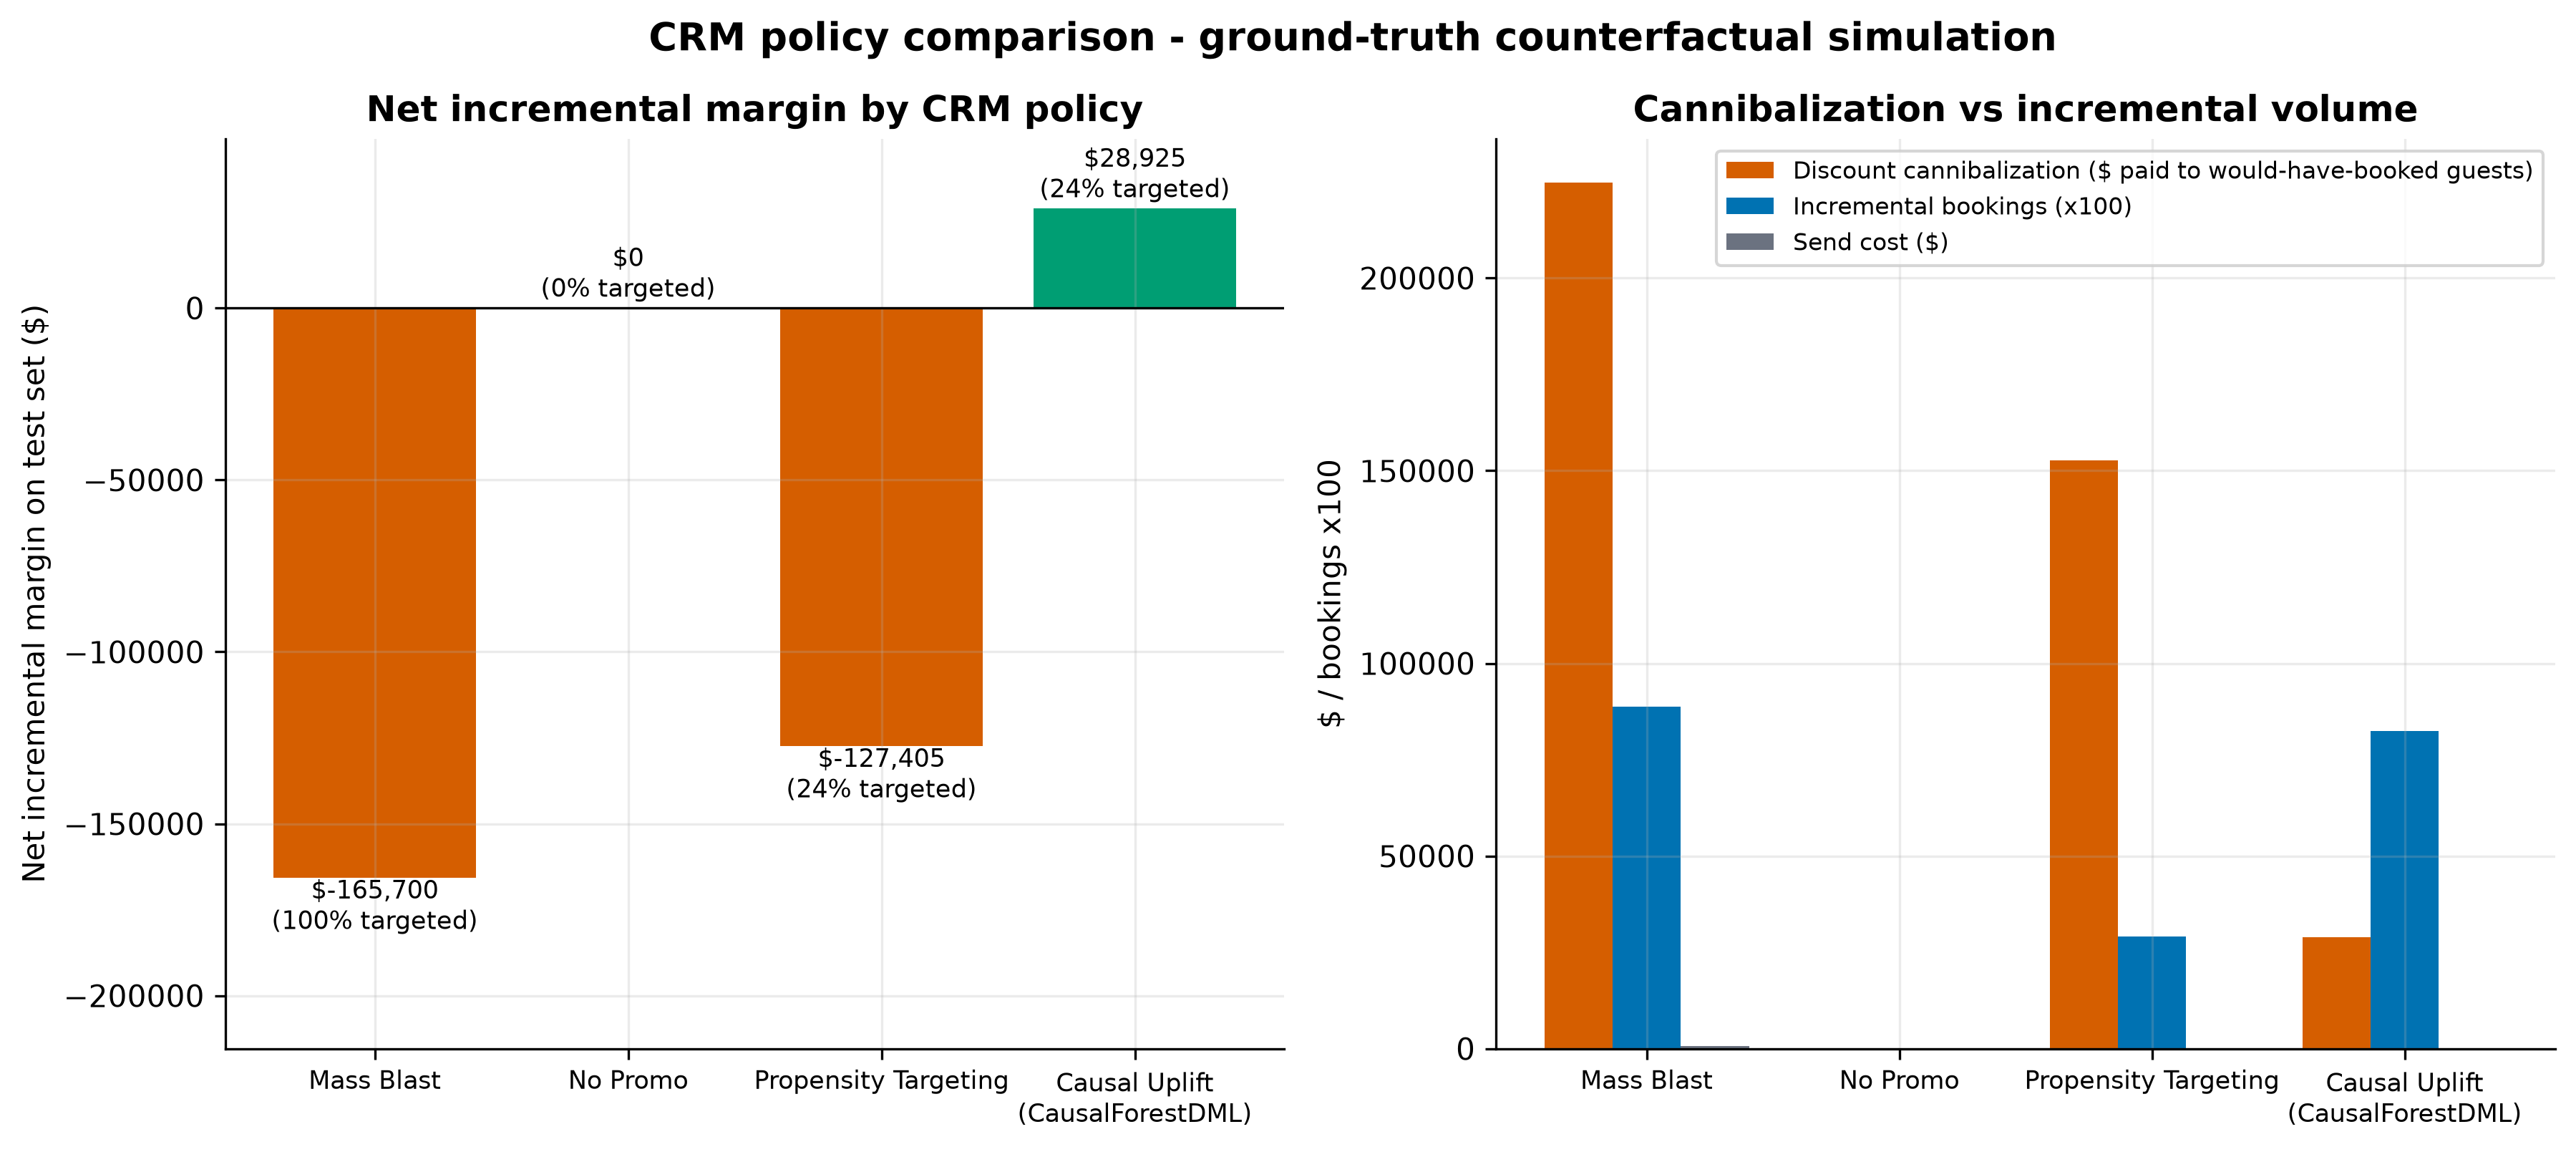 CRM policy comparison - ground-truth counterfactual simulation
Net incremental margin by CRM policy
Net incremental margin on test set ($)
0
−50000
−100000
−150000
−200000
$-165,700
(100% targeted)
$0
(0% targeted)
$-127,405
(24% targeted)
$28,925
(24% targeted)
Mass Blast
No Promo
Propensity Targeting
Causal Uplift
(CausalForestDML)
Cannibalization vs incremental volume
Discount cannibalization ($ paid to would-have-booked guests)
Incremental bookings (x100)
Send cost ($)
$ / bookings x100
200000
150000
100000
50000
0
Mass Blast
No Promo
Propensity Targeting
Causal Uplift
(CausalForestDML)